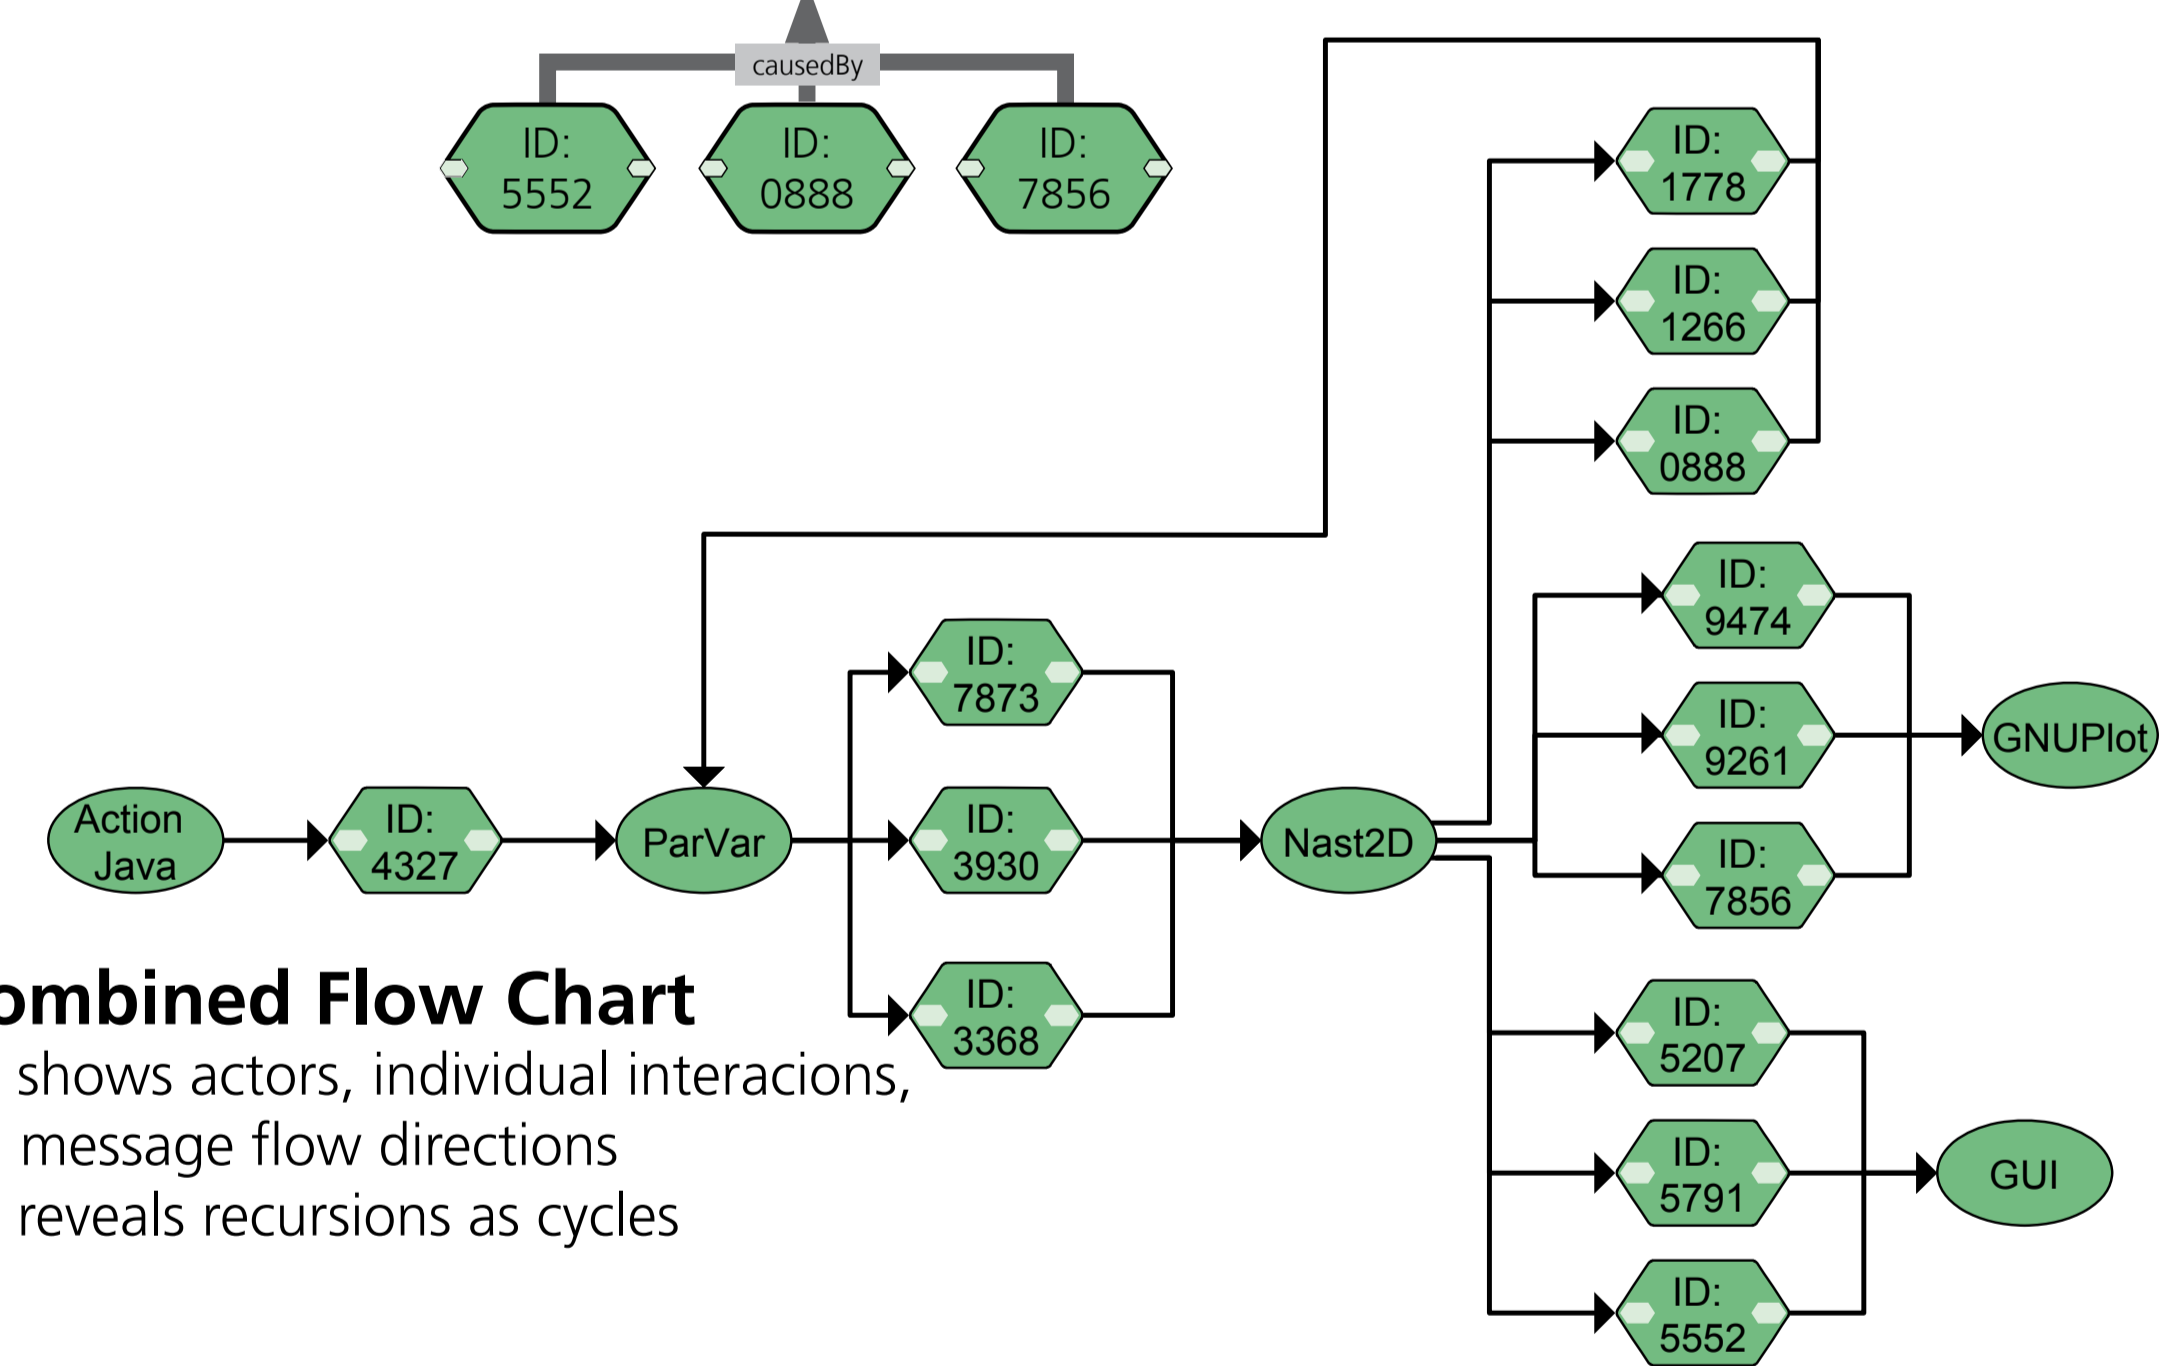 causedBy
ID:
5552
ID:
0888
ID:
7856
ID:
1778
ID:
1266
ID:
0888
ID:
9474
ID:
9261
ID:
7856
GNUPlot
ID:
7873
ID:
3930
ID:
3368
Action
Java
ID:
4327
ParVar
Nast2D
ID:
5207
ID:
5791
ID:
5552
GUI
ombined Flow Chart
shows actors, individual interacions,
message flow directions
reveals recursions as cycles